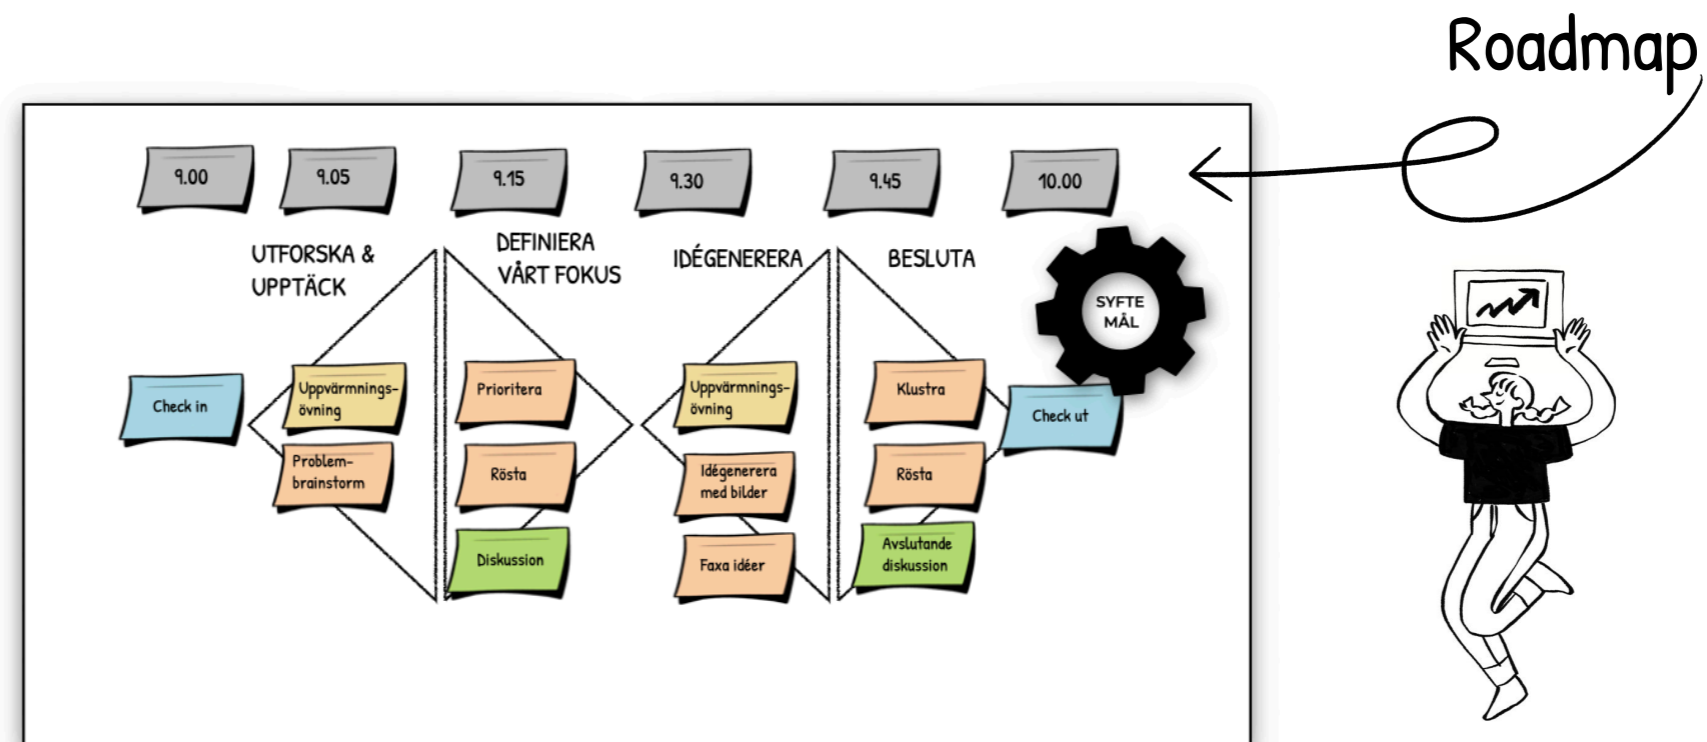 Roadmap
9.00
9.05
9.15
9.30
9.45
10.00
UTFORSKA &
UPPTÄCK
DEFINIERA
VÅRT FOKUS
IDÉGENERERA
BESLUTA
SYFTE
MÅL
Check in
Uppvärmnings-
övning
Problem-
brainstorm
Prioritera
Rösta
Diskussion
Uppvärmnings-
övning
Idégenerera
med bilder
Faxa idéer
Klustra
Rösta
Avslutande
diskussion
Check ut